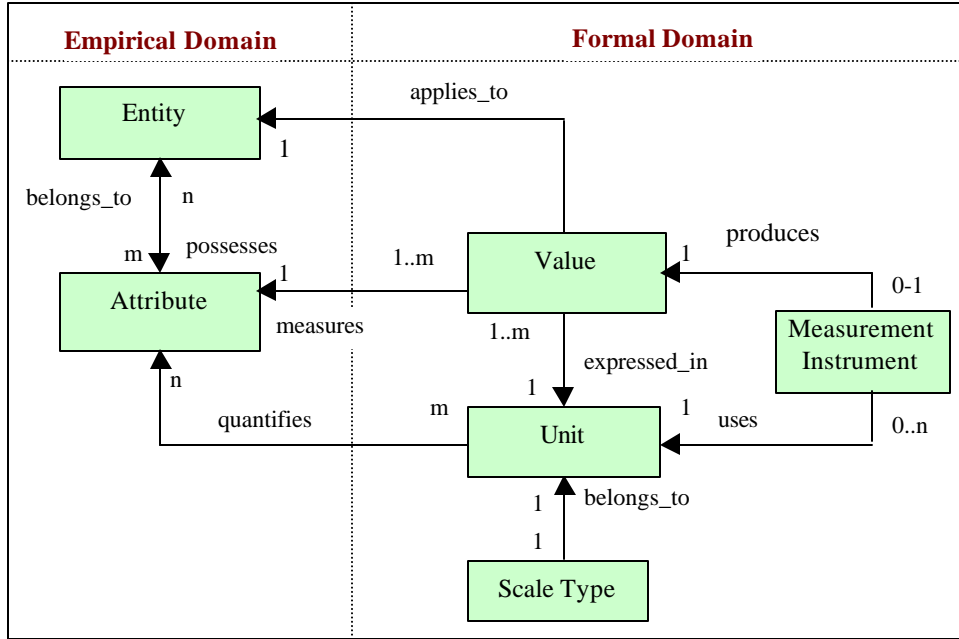 Empirical Domain
Formal Domain
applies_to
Entity
1
belongs_to
n
m
possesses
1
1..m
Value
1
produces
0-1
Attribute
measures
1..m
Measurement
Instrument
n
expressed_in
1
quantifies
m
Unit
1
uses
0..n
belongs_to
1
1
Scale Type